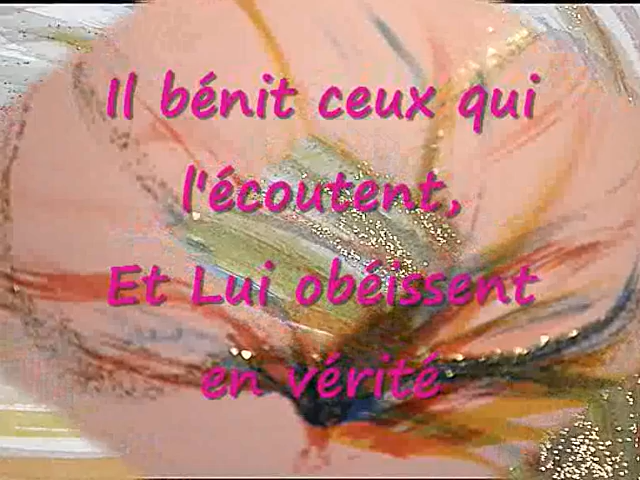 Il bénit ceux qui
l'écoutent,
Et Lui obéissent
en vérité